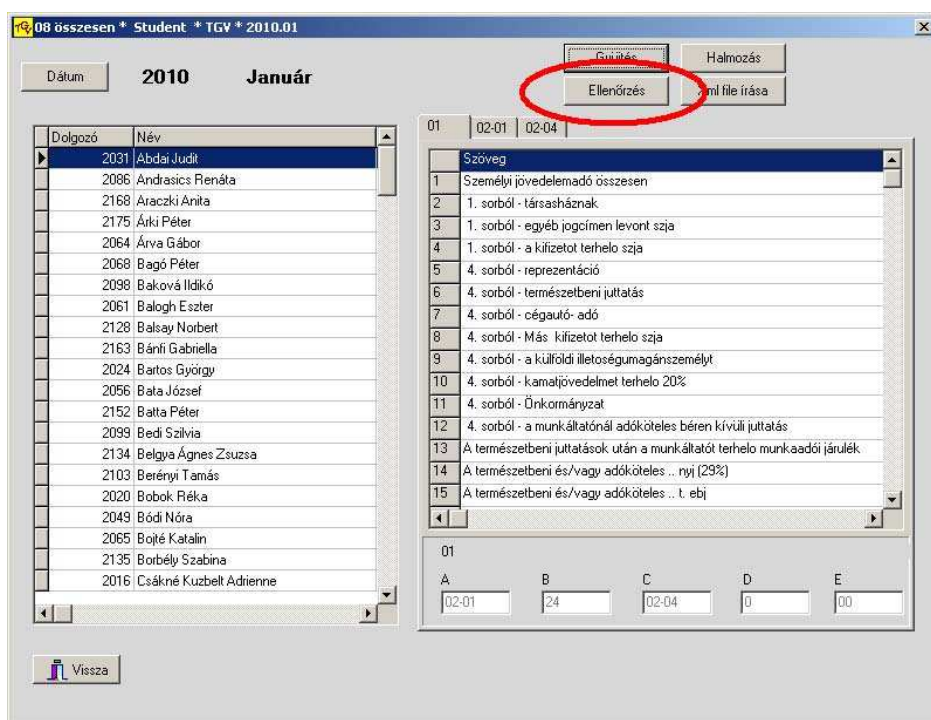 08 összesen * Student * TGV * 2010.01
Dátum
2010 Január
Gyüjtés
Halmozás
Ellenőrzés
Xml file írása
Dolgozó Név
2031 Abdai Judit
2086 Andrasics Renáta
2168 Araczki Anita
2175 Árki Péter
2064 Árva Gábor
2068 Bagó Péter
2098 Baková Ildikó
2061 Balogh Eszter
2128 Balsay Norbert
2163 Bánfi Gabriella
2024 Bartos György
2056 Bata József
2152 Batta Péter
2099 Bedi Szilvia
2134 Belgya Ágnes Zsuzsa
2103 Berényi Tamás
2020 Bobok Réka
2049 Bódi Nóra
2065 Bojté Katalin
2135 Borbély Szabina
2016 Csákné Kuzbelt Adrienne
01 02-01 02-04
Szöveg
1 Személyi jövedelemadó összesen
2 1. sorból - társasháznak
3 1. sorból - egyéb jogcímen levont szja
4 1. sorból - a kifizetot terhelo szja
5 4. sorból - reprezentáció
6 4. sorból - természetbeni juttatás
7 4. sorból - cégautó- adó
8 4. sorból - Más kifizetot terhelo szja
9 4. sorból - a külföldi illetoségumagánszemélyt
10 4. sorból - kamatjövedelmet terhelo 20%
11 4. sorból - Önkormányzat
12 4. sorból - a munkáltatónál adóköteles béren kívüli juttatás
13 A természetbeni juttatások után a munkáltatót terhelo munkaadói járulék
14 A természetbeni és/vagy adóköteles .. nyj (29%)
15 A természetbeni és/vagy adóköteles .. t. ebj
01
A B C D E
02-01 24 02-04 0 00
Vissza